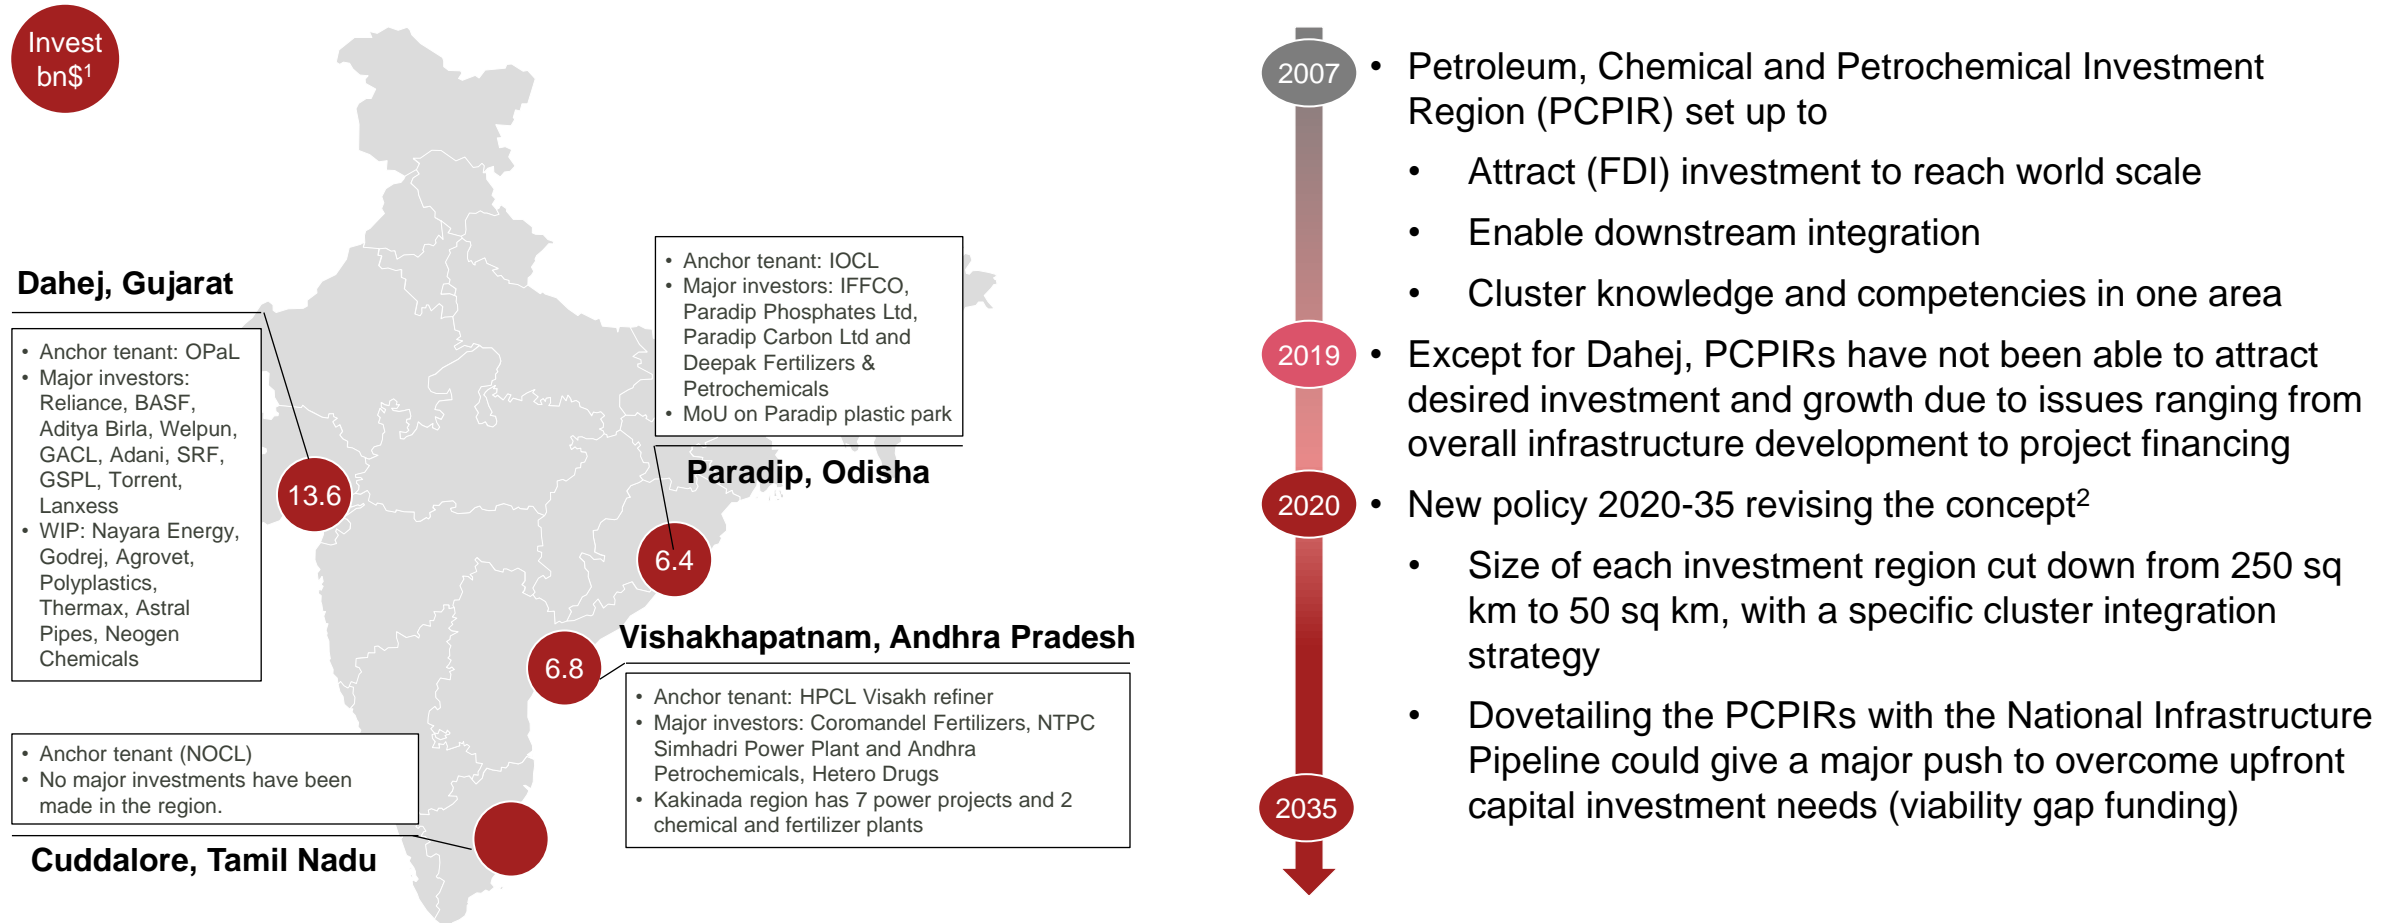 Invest
bn$¹
Dahej, Gujarat
• Anchor tenant: OPaL
• Major investors:
Reliance, BASF,
Aditya Birla, Welpun,
GACL, Adani, SRF,
GSPL, Torrent,
Lanxess
• WIP: Nayara Energy,
Godrej, Agrovet,
Polyplastics,
Thermax, Astral
Pipes, Neogen
Chemicals
13.6
• Anchor tenant: IOCL
• Major investors: IFFCO,
Paradip Phosphates Ltd,
Paradip Carbon Ltd and
Deepak Fertilizers &
Petrochemicals
• MoU on Paradip plastic park
Paradip, Odisha
6.4
Vishakhapatnam, Andhra Pradesh
6.8
• Anchor tenant: HPCL Visakh refiner
• Major investors: Coromandel Fertilizers, NTPC
Simhadri Power Plant and Andhra
Petrochemicals, Hetero Drugs
• Kakinada region has 7 power projects and 2
chemical and fertilizer plants
• Anchor tenant (NOCL)
• No major investments have been
made in the region.
Cuddalore, Tamil Nadu
2007
• Petroleum, Chemical and Petrochemical Investment
Region (PCPIR) set up to
• Attract (FDI) investment to reach world scale
• Enable downstream integration
• Cluster knowledge and competencies in one area
2019
• Except for Dahej, PCPIRs have not been able to attract
desired investment and growth due to issues ranging from
overall infrastructure development to project financing
2020
• New policy 2020-35 revising the concept²
• Size of each investment region cut down from 250 sq
km to 50 sq km, with a specific cluster integration
strategy
• Dovetailing the PCPIRs with the National Infrastructure
Pipeline could give a major push to overcome upfront
capital investment needs (viability gap funding)
2035